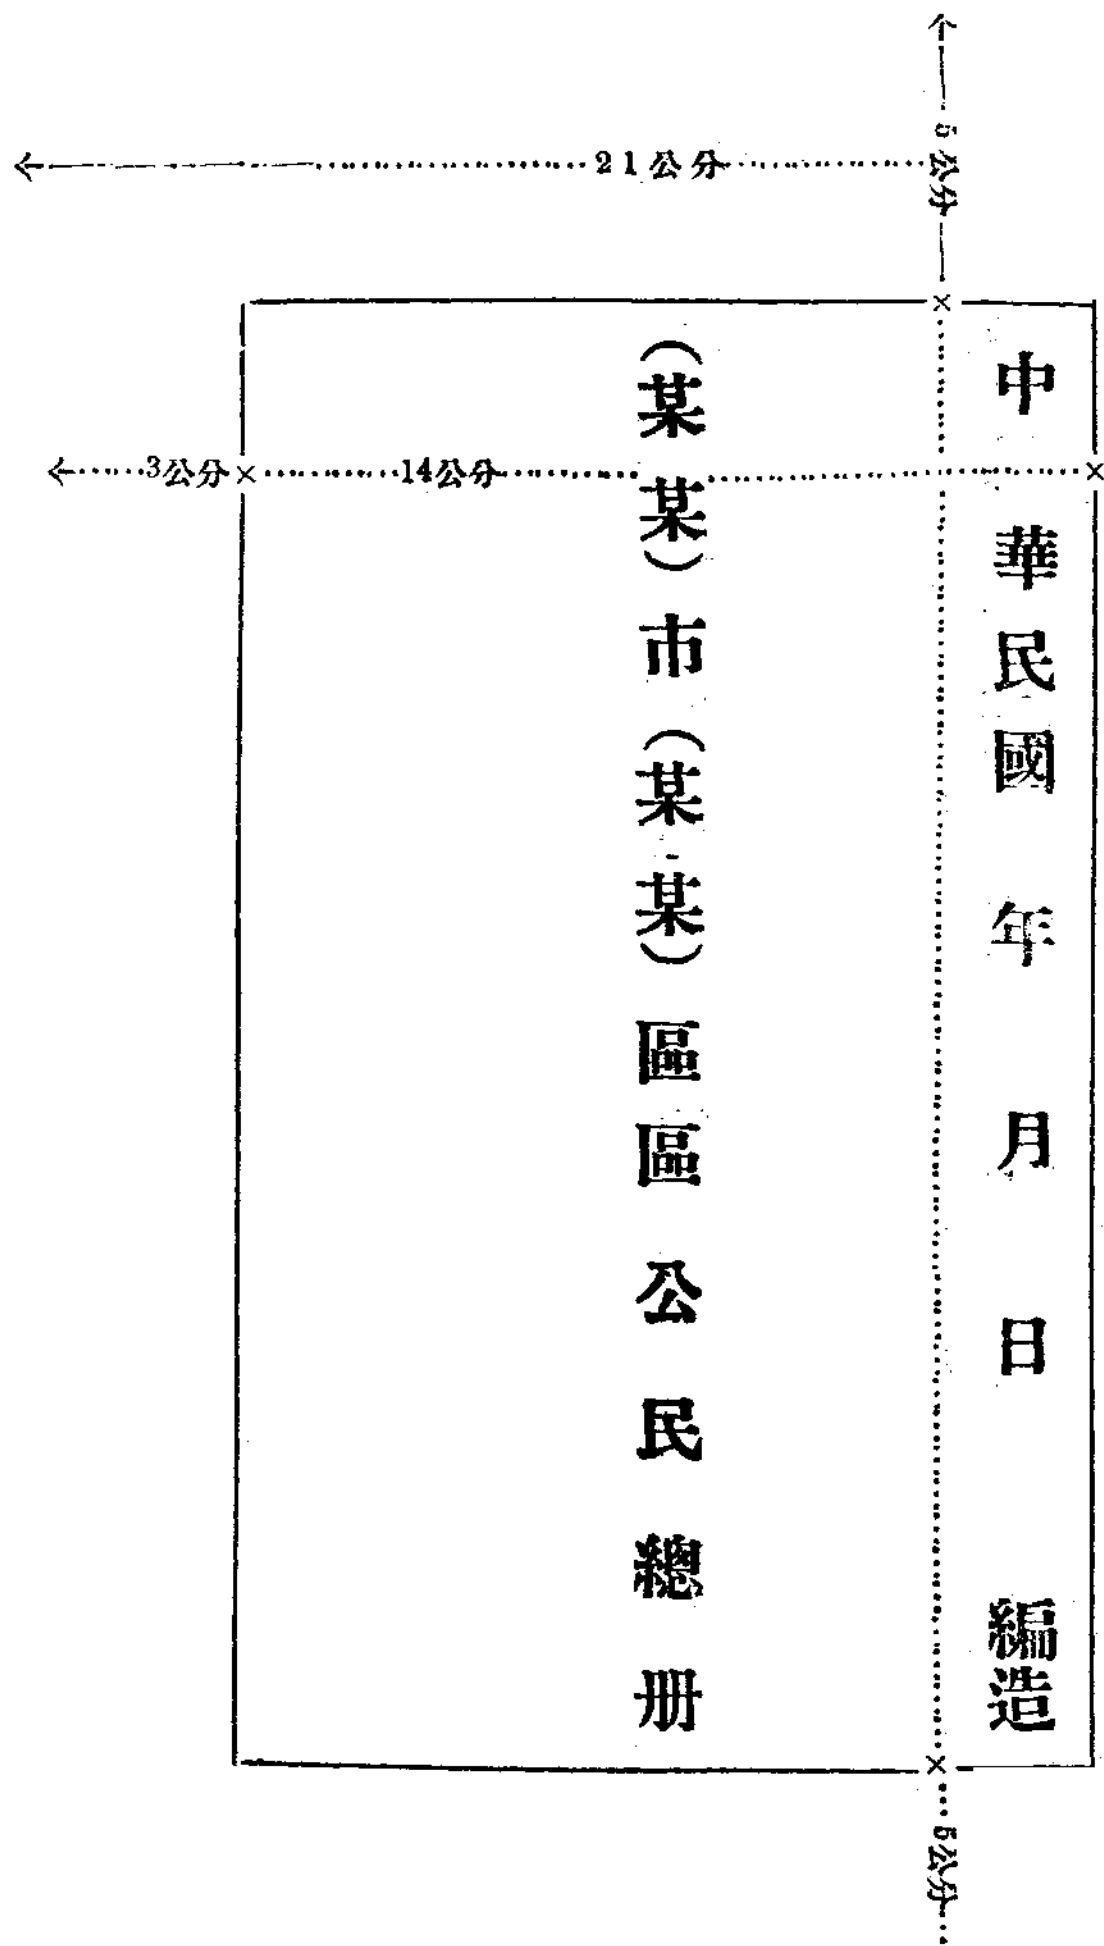 中華民國　年　月　日　編造
(某某)市(某某)區區公民總册
5公分
21公分
3公分
14公分
5公分